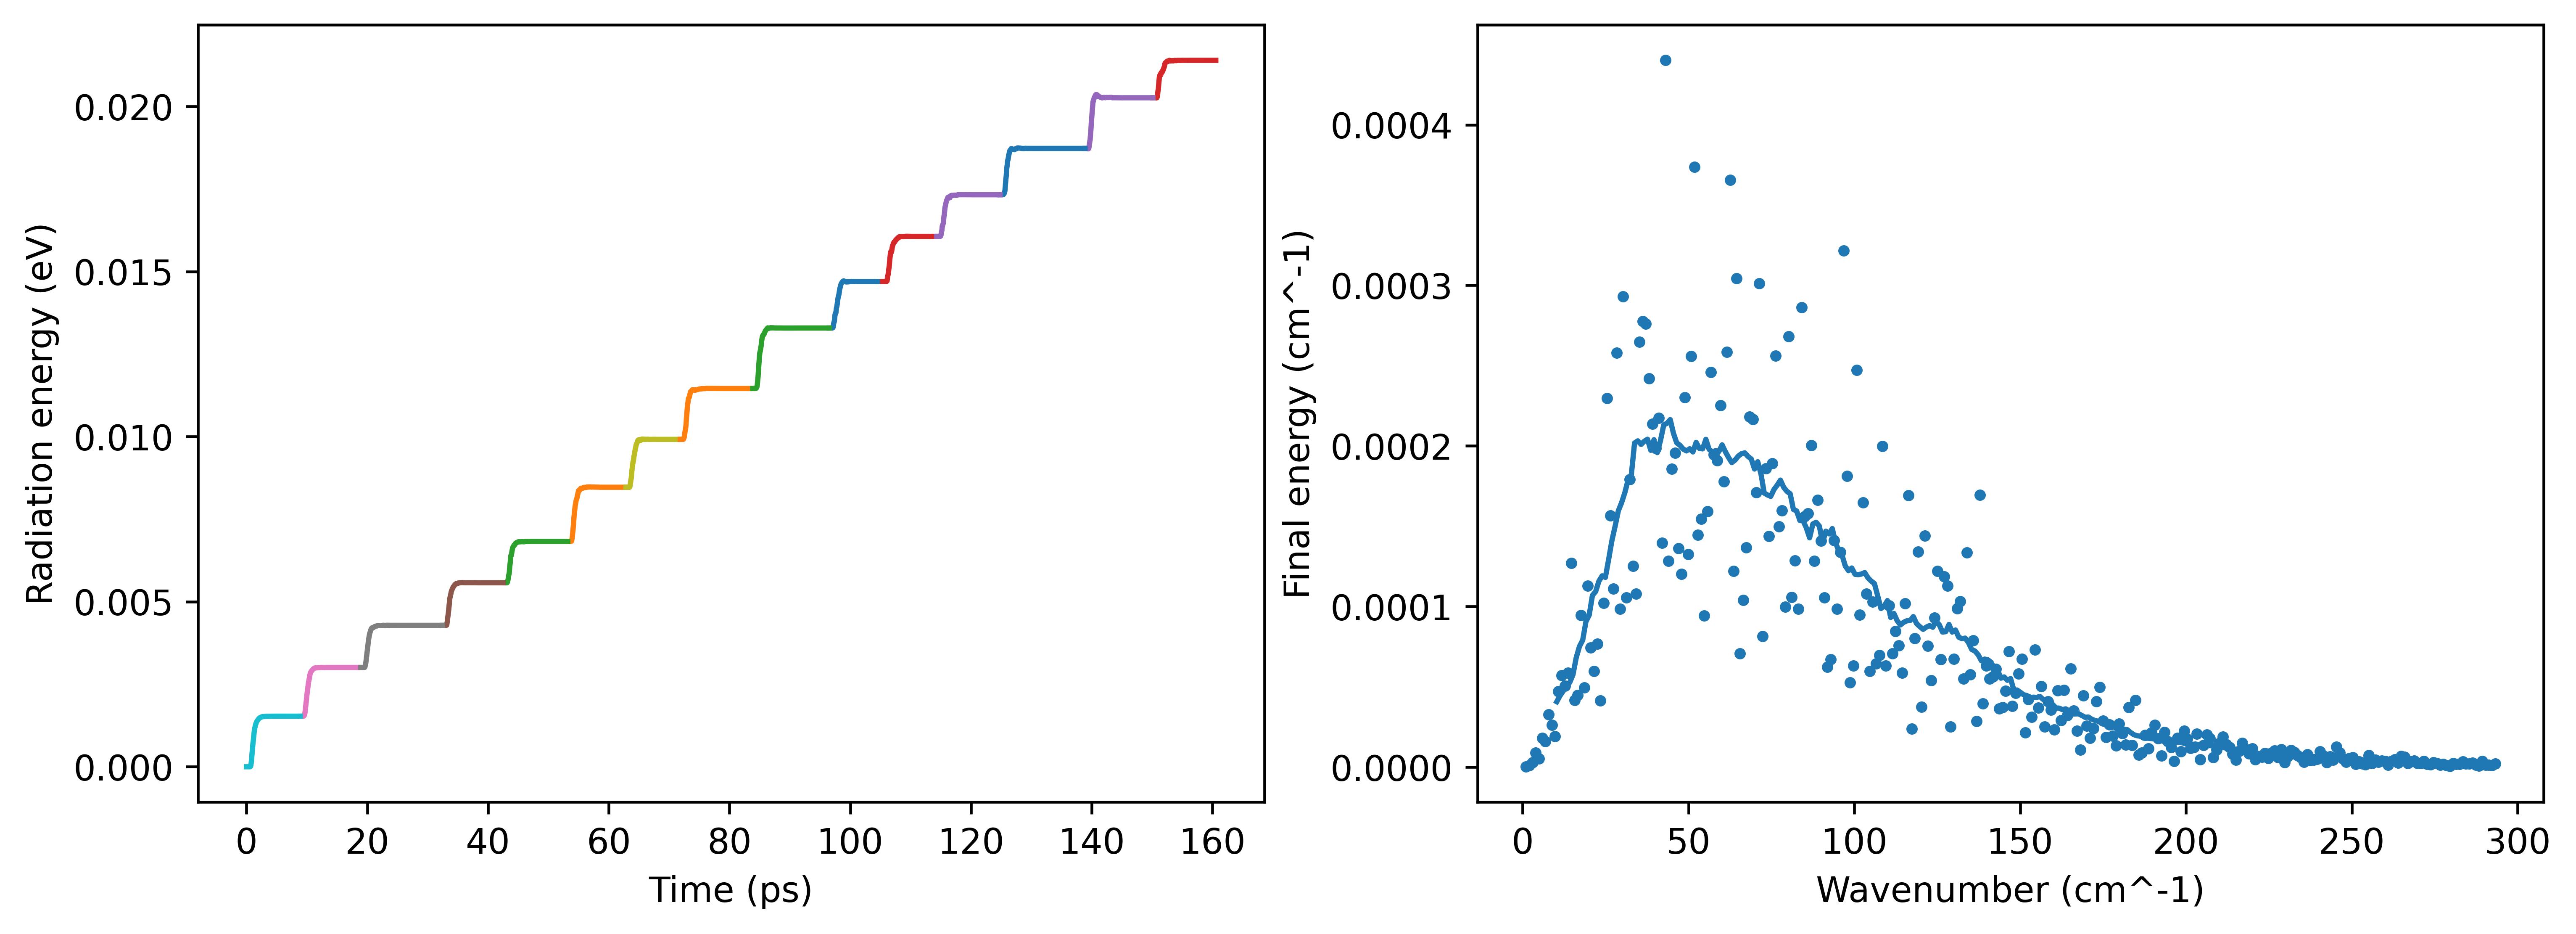 Radiation energy (eV)
0.020
0.015
0.010
0.005
0.000
0 20 40 60 80 100 120 140 160
Time (ps)
Final energy (cm^-1)
0.0004
0.0003
0.0002
0.0001
0.0000
0 50 100 150 200 250 300
Wavenumber (cm^-1)